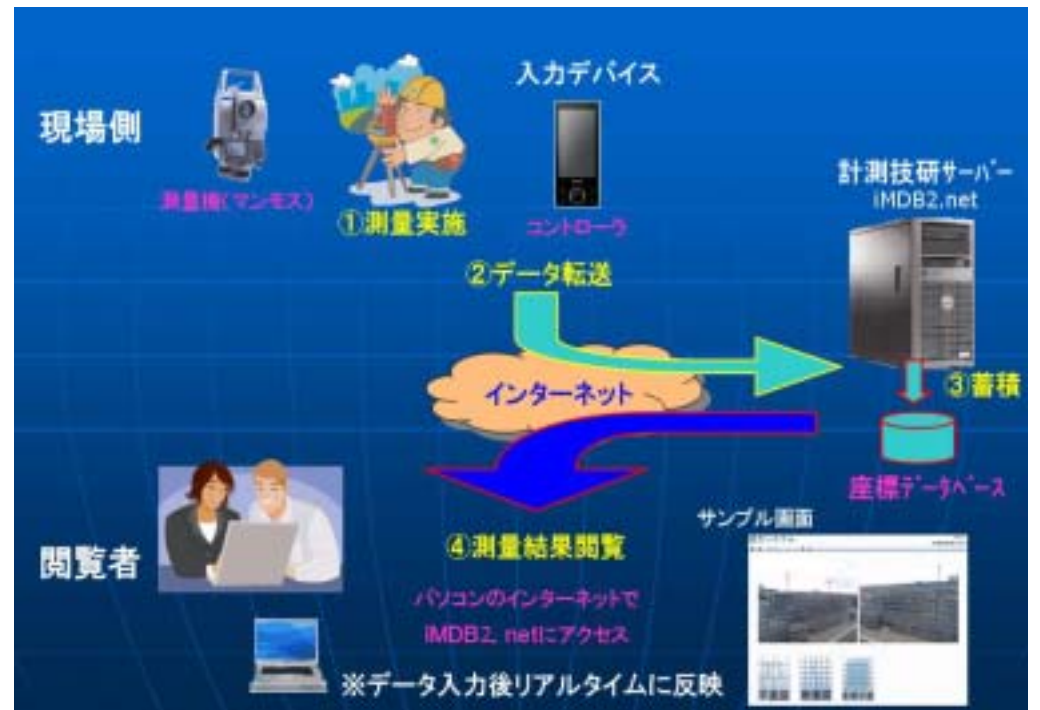 入力デバイス
現場側
測量機(マンモス)
①測量実施
コントローラ
計測技研サーバー
iMDB2.net
②データ転送
インターネット
③蓄積
座標データベース
サンプル画面
④測量結果閲覧
閲覧者
パソコンのインターネットで
iMDB2. netにアクセス
※データ入力後リアルタイムに反映